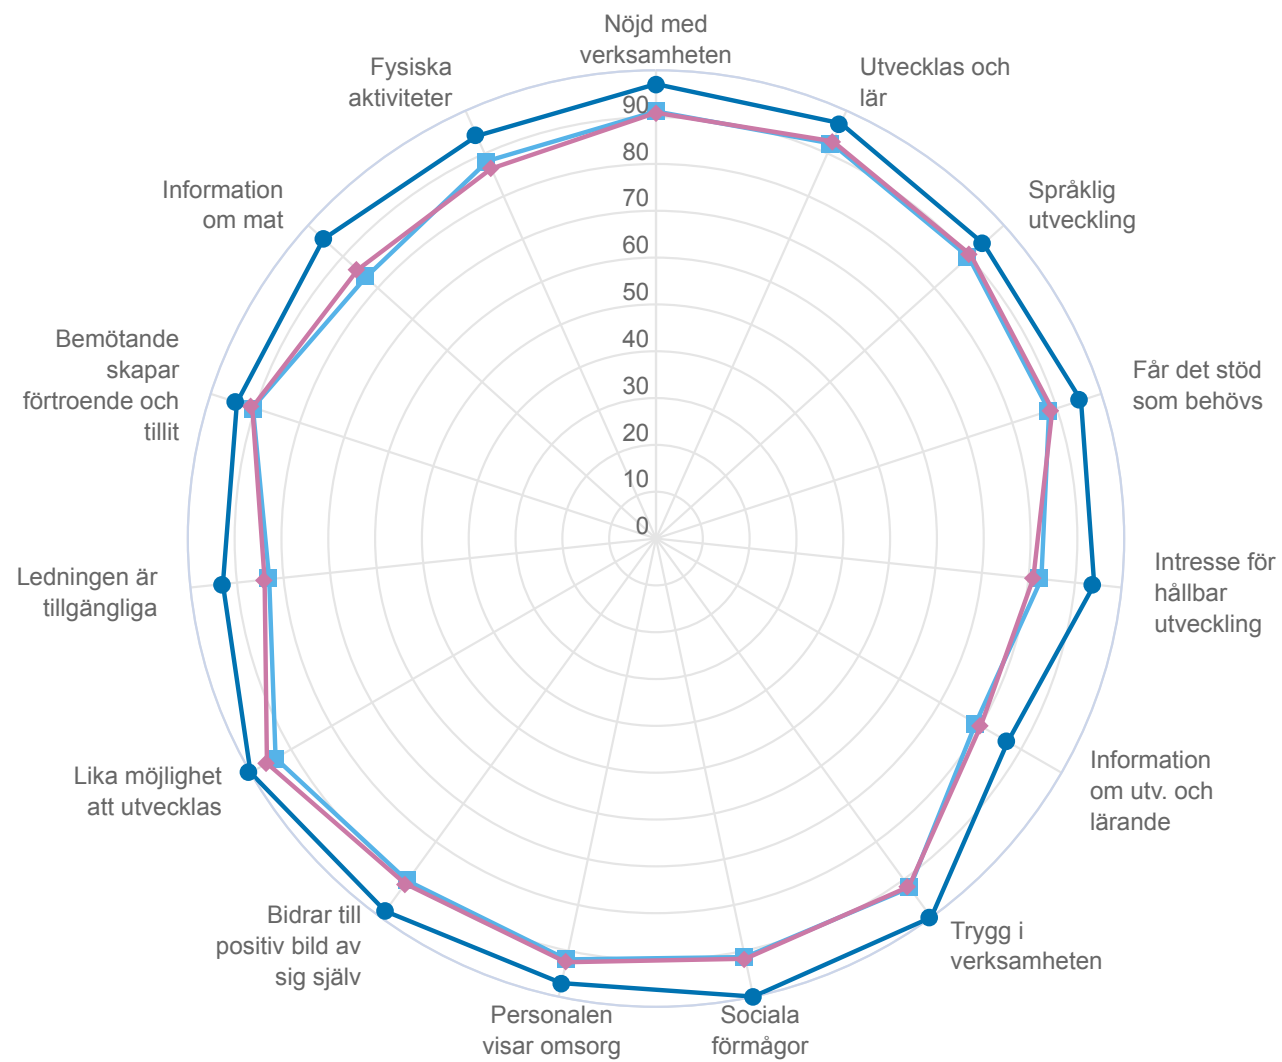 Nöjd med
verksamheten
Utvecklas och
lär
Språklig
utveckling
Får det stöd
som behövs
Intresse för
hållbar
utveckling
Information
om utv. och
lärande
Trygg i
verksamheten
Sociala
förmågor
Personalen
visar omsorg
Bidrar till
positiv bild av
sig själv
Lika möjlighet
att utvecklas
Ledningen är
tillgängliga
Bemötande
skapar
förtroende och
tillit
Information
om mat
Fysiska
aktiviteter
90
80
70
60
50
40
30
20
10
0